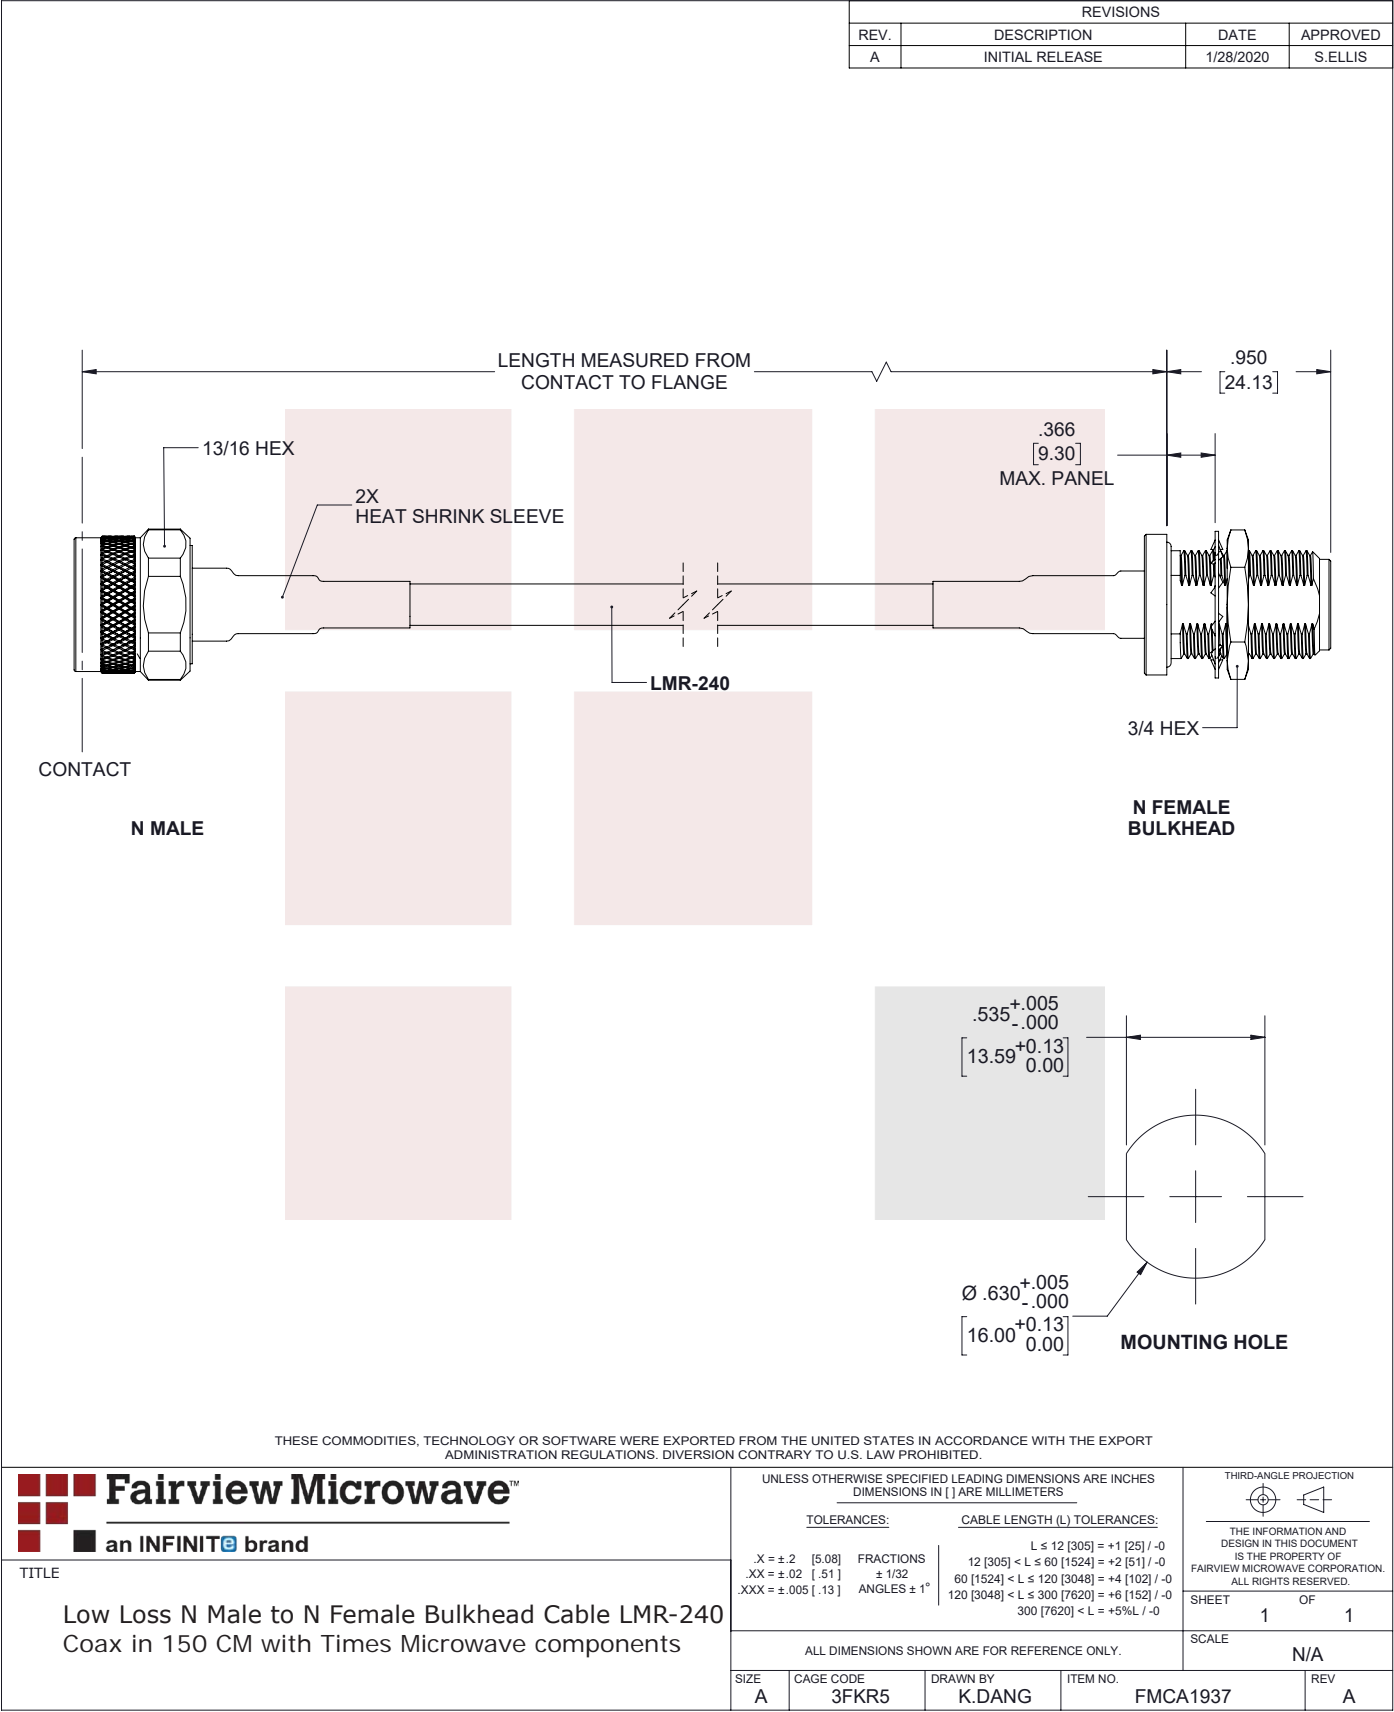 REVISIONS
REV. DESCRIPTION DATE APPROVED
A INITIAL RELEASE 1/28/2020 S.ELLIS
LENGTH MEASURED FROM
CONTACT TO FLANGE
.950
[24.13]
.366
[9.30]
MAX. PANEL
13/16 HEX
2X
HEAT SHRINK SLEEVE
LMR-240
3/4 HEX
CONTACT
N MALE
N FEMALE
BULKHEAD
.535 +.005 -.000
[13.59 +0.13 0.00]
Ø .630 +.005 -.000
[16.00 +0.13 0.00]
MOUNTING HOLE
THESE COMMODITIES, TECHNOLOGY OR SOFTWARE WERE EXPORTED FROM THE UNITED STATES IN ACCORDANCE WITH THE EXPORT
ADMINISTRATION REGULATIONS. DIVERSION CONTRARY TO U.S. LAW PROHIBITED.
Fairview Microwave™
an INFINITe brand
TITLE
Low Loss N Male to N Female Bulkhead Cable LMR-240
Coax in 150 CM with Times Microwave components
UNLESS OTHERWISE SPECIFIED LEADING DIMENSIONS ARE INCHES
DIMENSIONS IN [ ] ARE MILLIMETERS
TOLERANCES:
.X = ±.2 [5.08] FRACTIONS
.XX = ±.02 [ .51 ] ± 1/32
.XXX = ±.005 [ .13 ] ANGLES ± 1°
CABLE LENGTH (L) TOLERANCES:
L ≤ 12 [305] = +1 [25] / -0
12 [305] < L ≤ 60 [1524] = +2 [51] / -0
60 [1524] < L ≤ 120 [3048] = +4 [102] / -0
120 [3048] < L ≤ 300 [7620] = +6 [152] / -0
300 [7620] < L = +5%L / -0
ALL DIMENSIONS SHOWN ARE FOR REFERENCE ONLY.
THIRD-ANGLE PROJECTION
THE INFORMATION AND
DESIGN IN THIS DOCUMENT
IS THE PROPERTY OF
FAIRVIEW MICROWAVE CORPORATION.
ALL RIGHTS RESERVED.
SHEET 1 OF 1
SCALE
N/A
SIZE
A
CAGE CODE
3FKR5
DRAWN BY
K.DANG
ITEM NO.
FMCA1937
REV
A